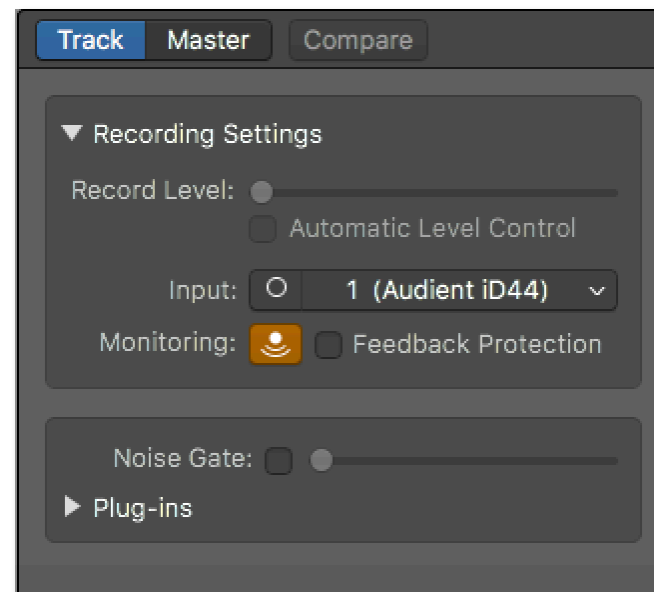 Track Master Compare
Recording Settings
Record Level:
Automatic Level Control
Input: 1 (Audient iD44)
Monitoring: Feedback Protection
Noise Gate:
Plug-ins